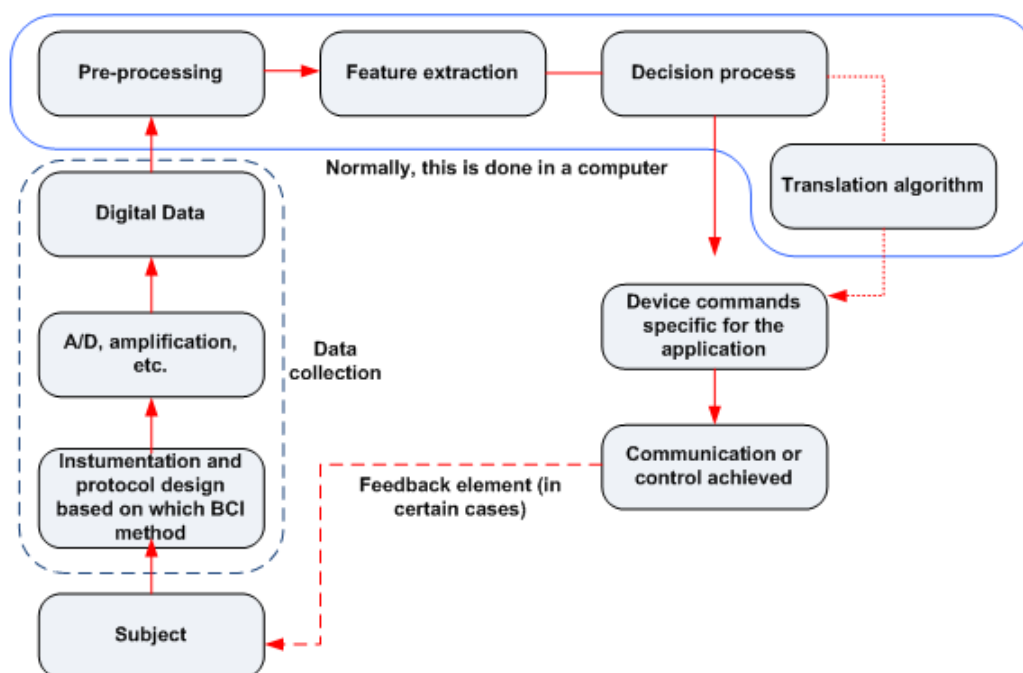 Pre-processing
Feature extraction
Decision process
Normally, this is done in a computer
Translation algorithm
Digital Data
Device commands
specific for the
application
A/D, amplification,
etc.
Data
collection
Communication or
control achieved
Instumentation and
protocol design
based on which BCI
method
Feedback element (in
certain cases)
Subject